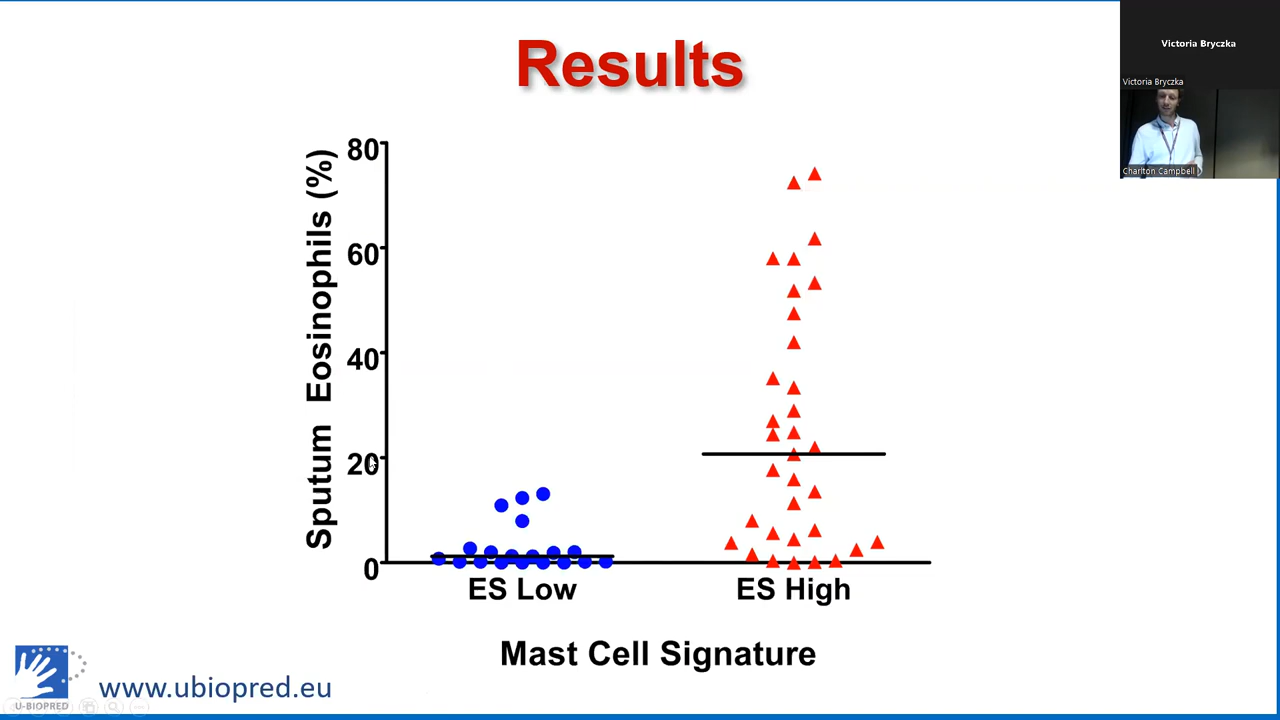 Results
Victoria Bryczka
Victoria Bryczka
Charlton Campbell
Sputum Eosinophils (%)
80
60
40
20
0
ES Low
ES High
Mast Cell Signature
U-BIOPRED
www.ubiopred.eu